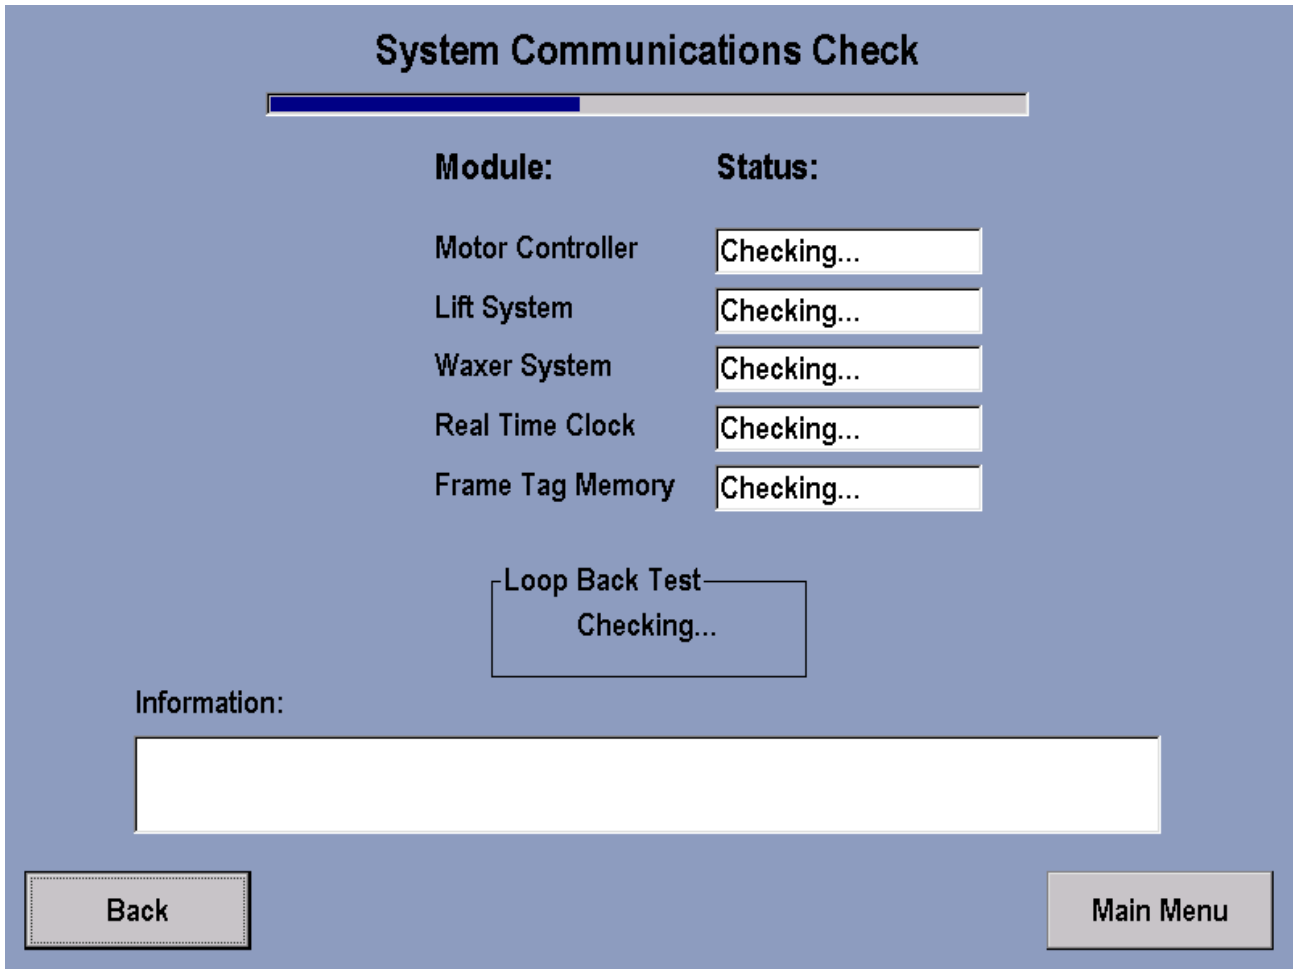 System Communications Check
Module: Status:
Motor Controller Checking...
Lift System Checking...
Waxer System Checking...
Real Time Clock Checking...
Frame Tag Memory Checking...
Loop Back Test
Checking...
Information:
Back Main Menu